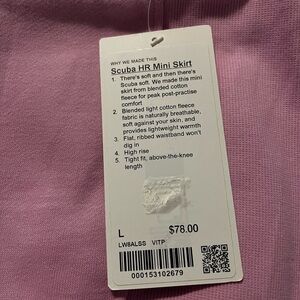 WHY WE MADE THIS
Scuba HR Mini Skirt
1. There's soft and then there's
Scuba soft. We made this mini
skirt from blended cotton
fleece for peak post-practise
comfort
2. Blended light cotton fleece
fabric is naturally breathable,
soft against your skin, and
provides lightweight warmth
3. Flat, ribbed waistband won't
dig in
4. High rise
5. Tight fit, above-the-knee
length
L $78.00
LW8ALSS VITP
000153102679